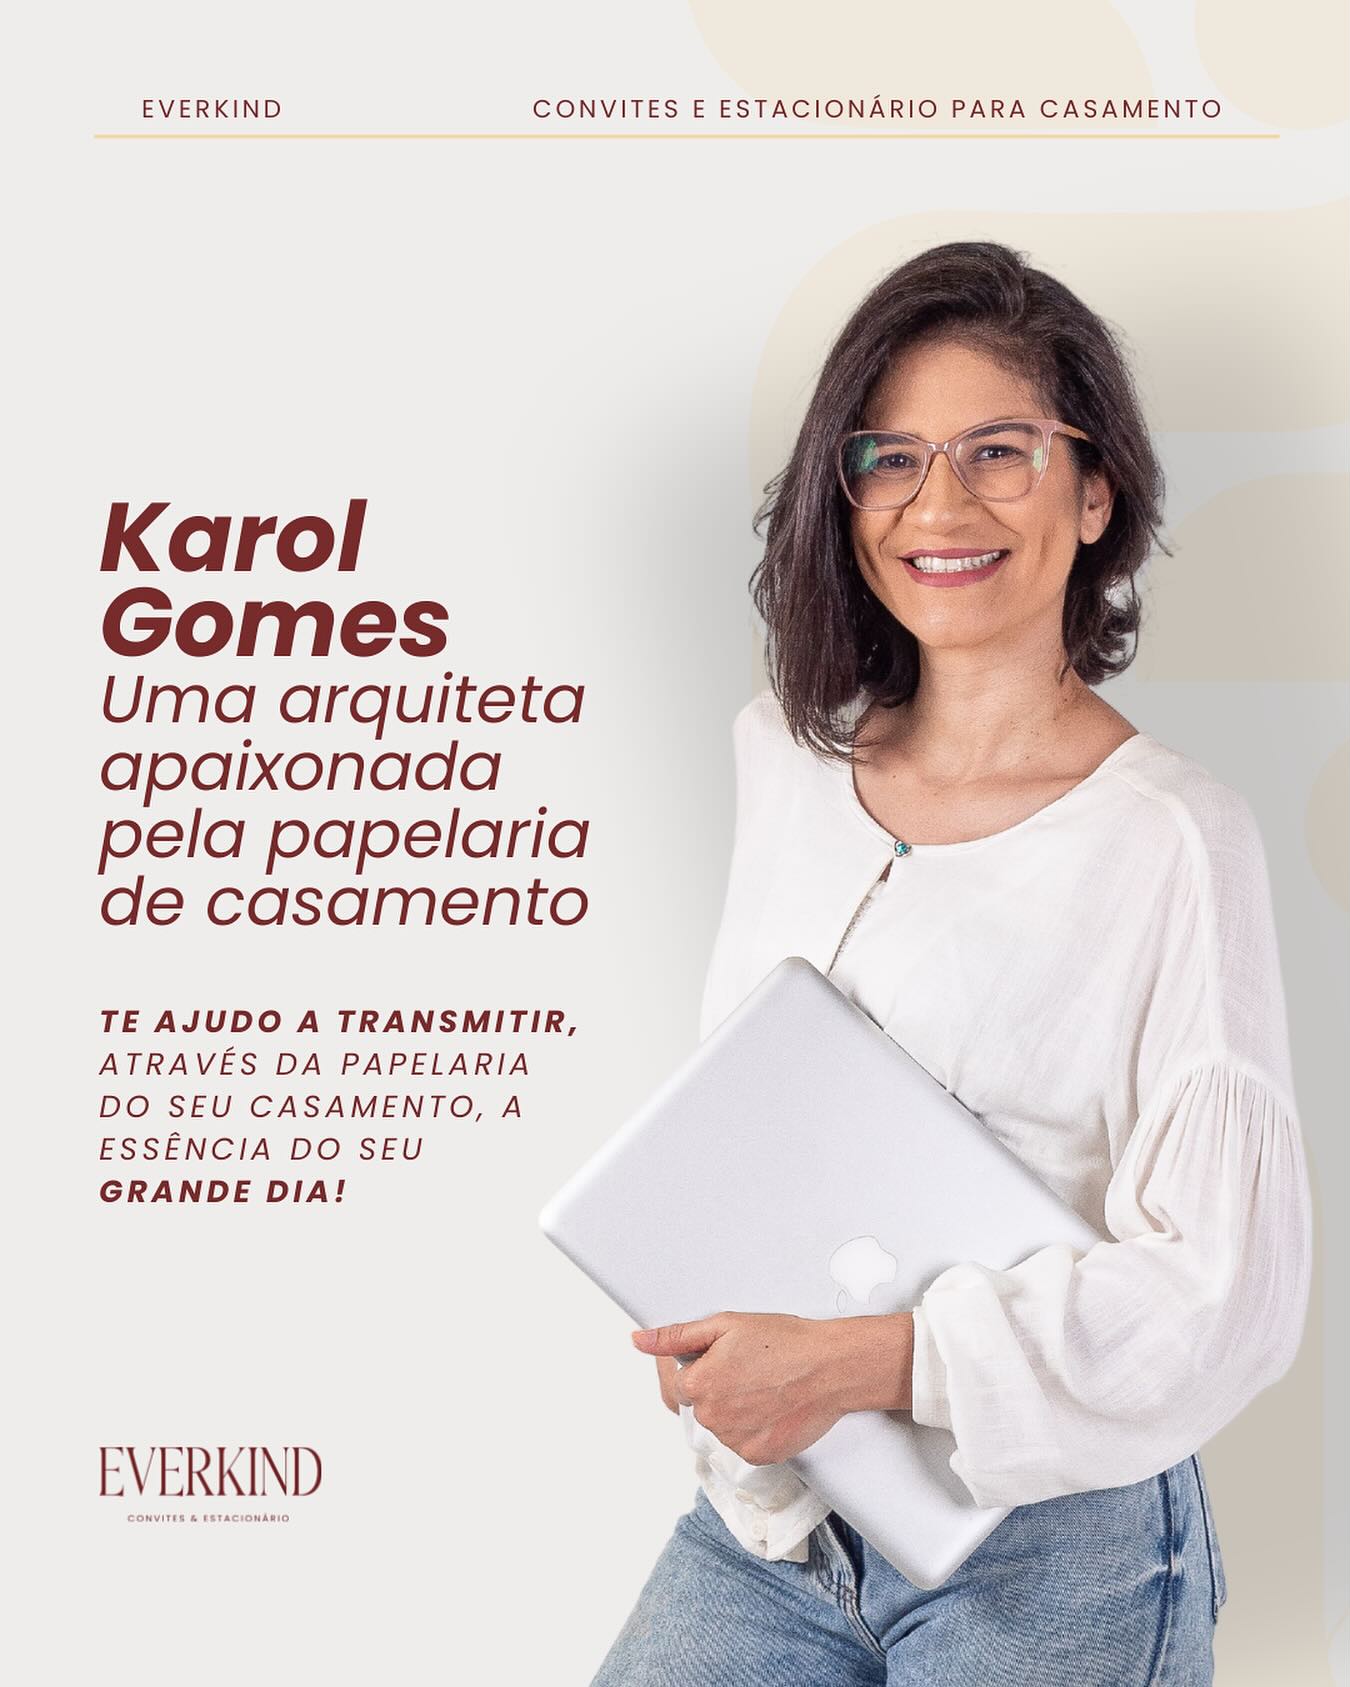 EVERKIND
CONVITES E ESTACIONÁRIO PARA CASAMENTO
Karol
Gomes
Uma arquiteta
apaixonada
pela papelaria
de casamento
TE AJUDO A TRANSMITIR,
ATRAVÉS DA PAPELARIA
DO SEU CASAMENTO, A
ESSÊNCIA DO SEU
GRANDE DIA!
EVERKIND
CONVITES & ESTACIONÁRIO